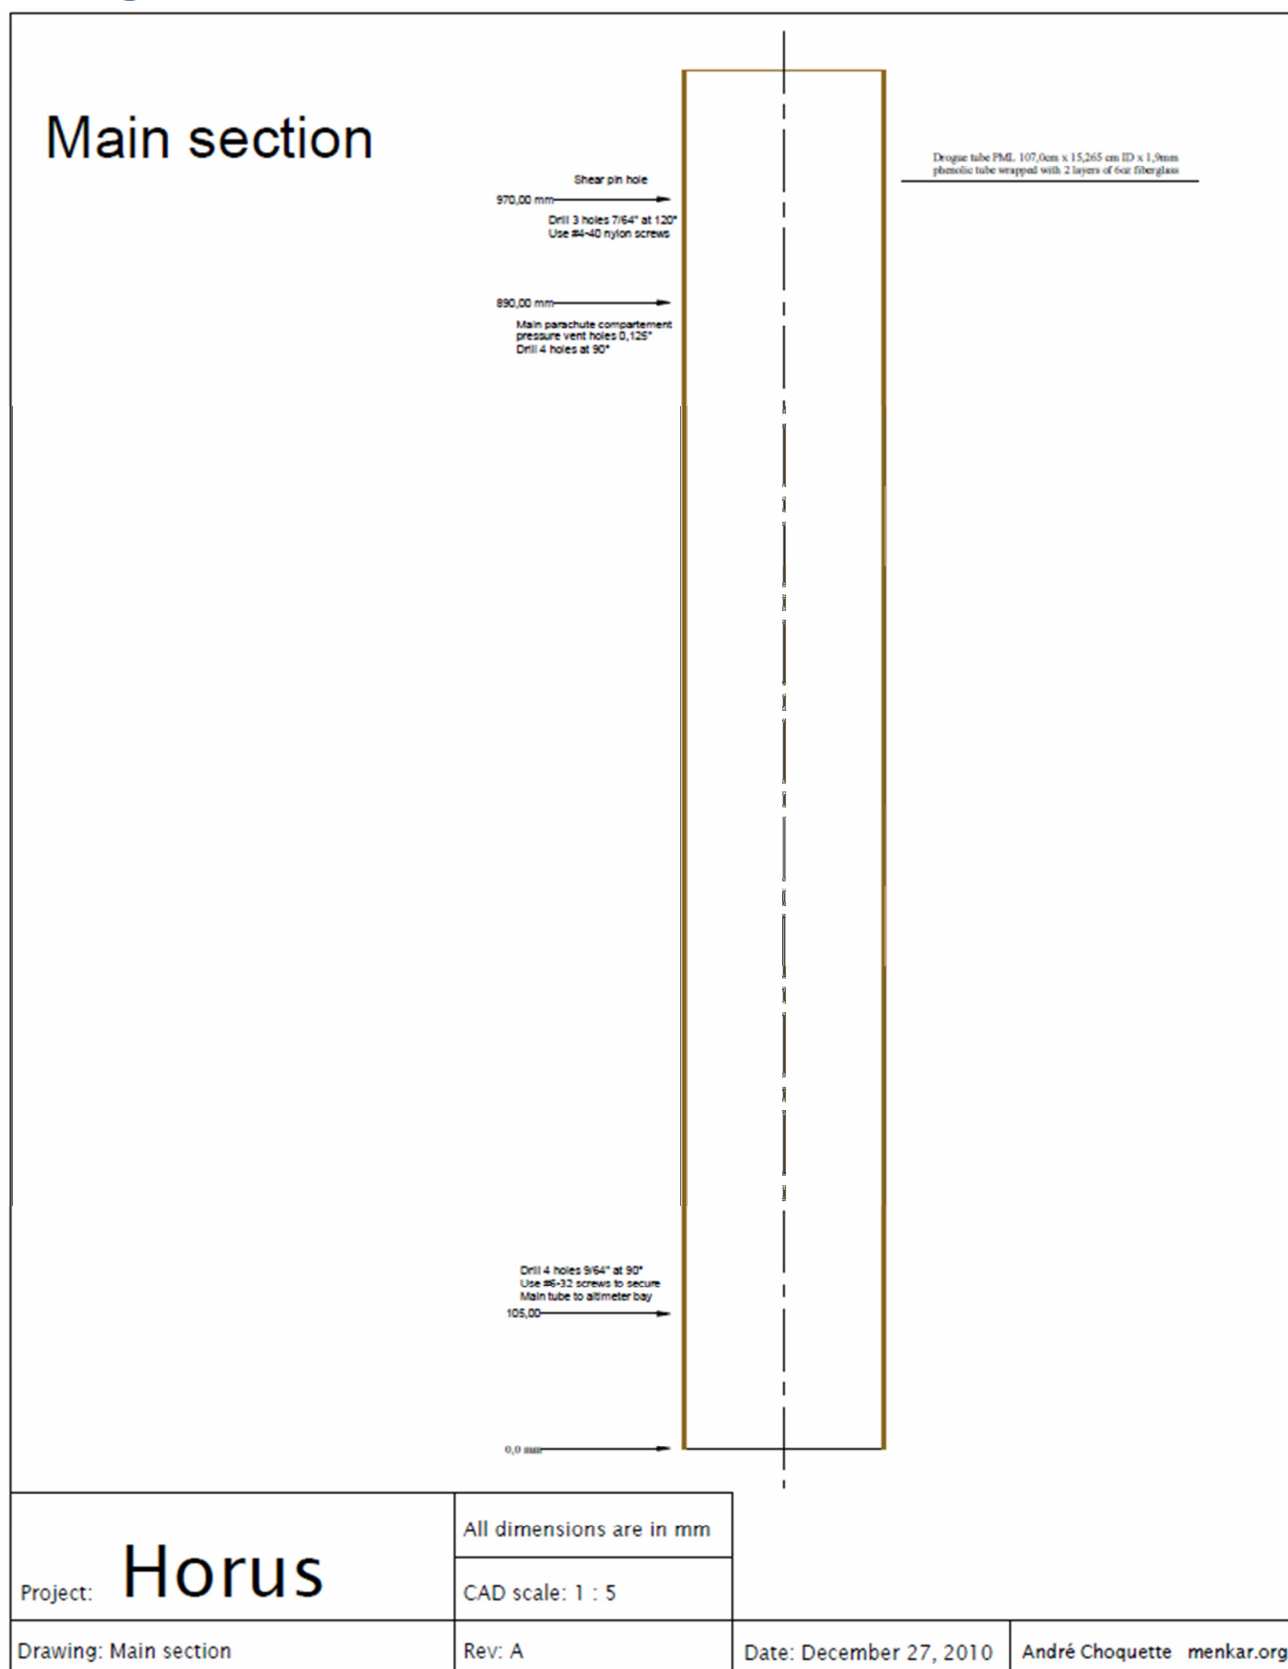 Main section
Drogue tube PML 107,0cm x 15,265 cm ID x 1,9mm
phenolic tube wrapped with 2 layers of 6oz fiberglass
Shear pin hole
970,00 mm
Drill 3 holes 7/64" at 120°
Use #4-40 nylon screws
890,00 mm
Main parachute compartement
pressure vent holes 0,125"
Drill 4 holes at 90°
Drill 4 holes 9/64" at 90°
Use #6-32 screws to secure
Main tube to altimeter bay
105,00
0,0 mm
All dimensions are in mm
Project: Horus
CAD scale: 1 : 5
Drawing: Main section
Rev: A
Date: December 27, 2010
André Choquette menkar.org